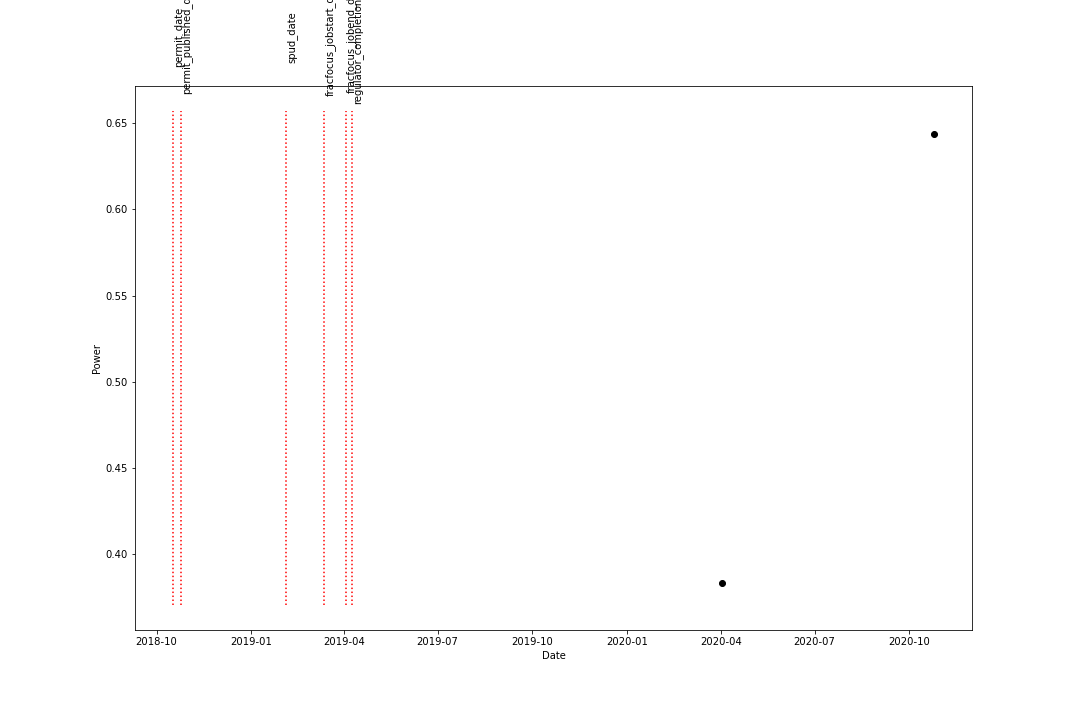 permit_date
permit_published_d
spud_date
fracfocus_jobstart_d
fracfocus_jobend_d
regulator_completion
0.65
0.60
0.55
0.50
0.45
0.40
Power
2018-10
2019-01
2019-04
2019-07
2019-10
2020-01
2020-04
2020-07
2020-10
Date